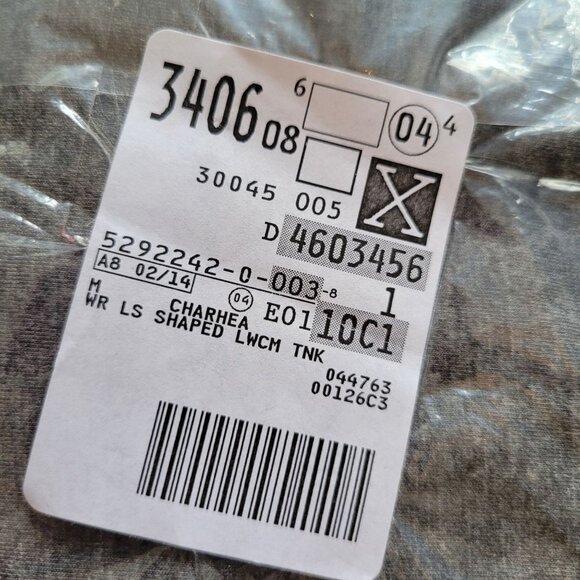 3406 08 6 04 4
30045 005 X
D 4603456
5292242-0-003-8 1
A8 02/14 04 E01 10C1
M CHARHEA
WR LS SHAPED LWCM TNK
044763
00126C3